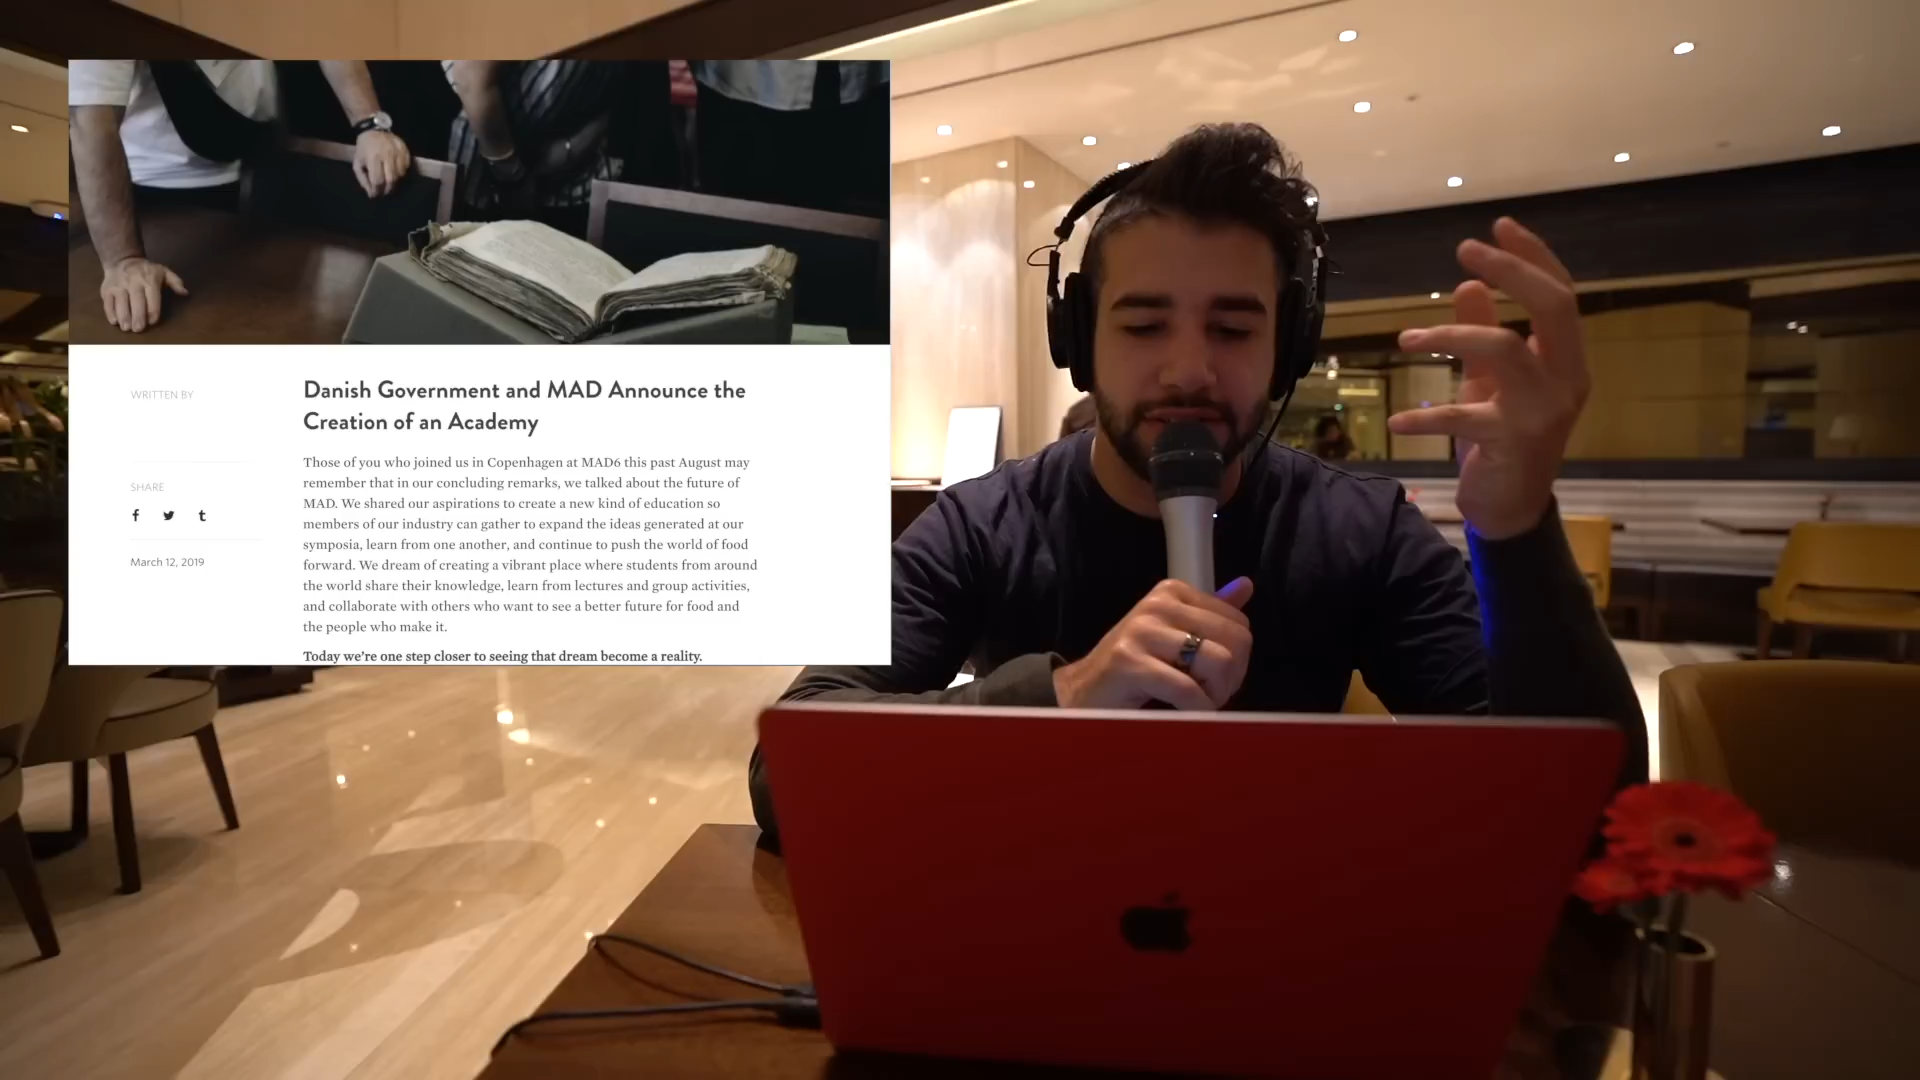 WRITTEN BY
SHARE
March 12, 2019
Danish Government and MAD Announce the
Creation of an Academy
Those of you who joined us in Copenhagen at MAD6 this past August may
remember that in our concluding remarks, we talked about the future of
MAD. We shared our aspirations to create a new kind of education so
members of our industry can gather to expand the ideas generated at our
symposia, learn from one another, and continue to push the world of food
forward. We dream of creating a vibrant place where students from around
the world share their knowledge, learn from lectures and group activities,
and collaborate with others who want to see a better future for food and
the people who make it.
Today we're one step closer to seeing that dream become a reality.